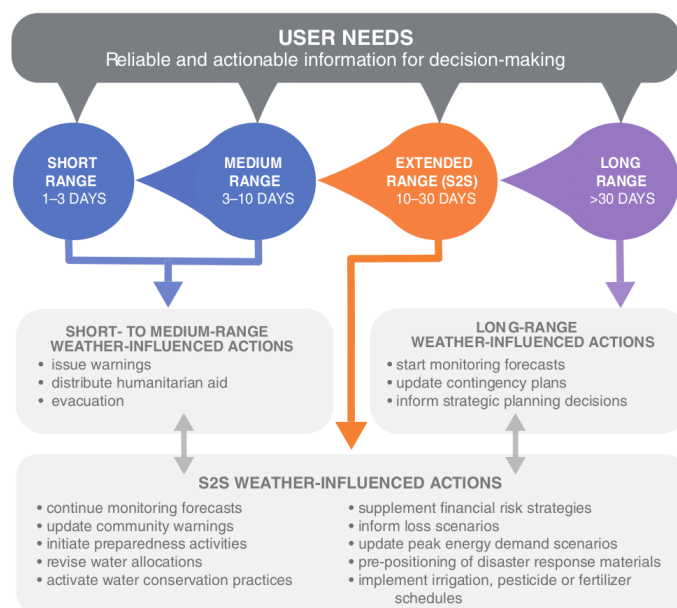 USER NEEDS
Reliable and actionable information for decision-making
SHORT
RANGE
1–3 DAYS
MEDIUM
RANGE
3–10 DAYS
EXTENDED
RANGE (S2S)
10–30 DAYS
LONG
RANGE
>30 DAYS
SHORT- TO MEDIUM-RANGE
WEATHER-INFLUENCED ACTIONS
• issue warnings
• distribute humanitarian aid
• evacuation
LONG-RANGE
WEATHER-INFLUENCED ACTIONS
• start monitoring forecasts
• update contingency plans
• inform strategic planning decisions
S2S WEATHER-INFLUENCED ACTIONS
• continue monitoring forecasts
• update community warnings
• initiate preparedness activities
• revise water allocations
• activate water conservation practices
• supplement financial risk strategies
• inform loss scenarios
• update peak energy demand scenarios
• pre-positioning of disaster response materials
• implement irrigation, pesticide or fertilizer
schedules